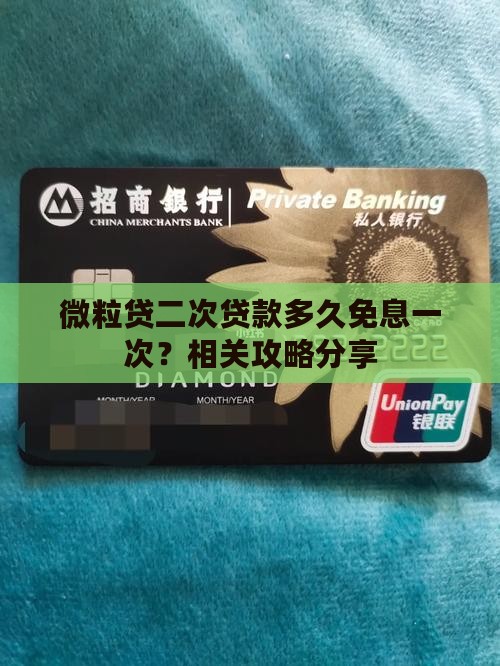 招商银行
CHINA MERCHANTS BANK
Private Banking
私人银行
微粒贷二次贷款多久免息一
次？相关攻略分享
2222
DIAMOND
MONTH/YEAR
MONTH/YEAR
UnionPay
银联